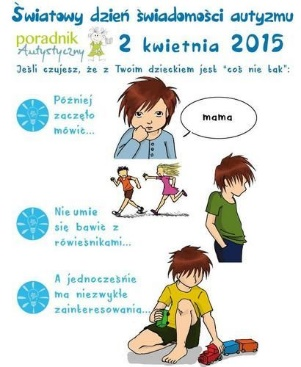 Światowy dzień świadomości autyzmu
poradnik
Autystyczny
2 kwietnia 2015
Jeśli czujesz, że z Twoim dzieckiem jest "coś nie tak":
Później
zaczęło
mówić...
mama
Nie umie
się bawić z
rówieśnikami...
A jednocześnie
ma niezwykłe
zainteresowania...